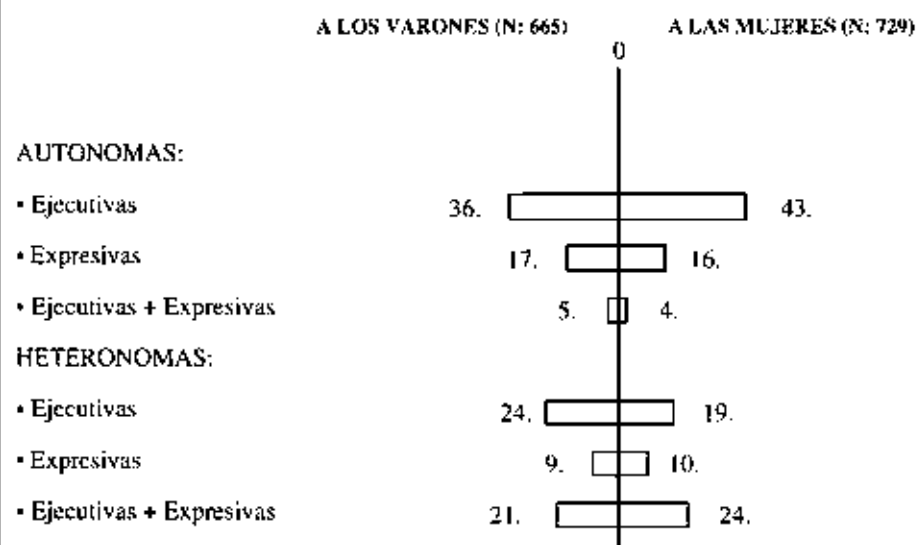 A LOS VARONES (N: 665) A LAS MUJERES (N: 729)
0
AUTONOMAS:
• Ejecutivas 36. 43.
• Expresivas 17. 16.
• Ejecutivas + Expresivas 5. 4.
HETERONOMAS:
• Ejecutivas 24. 19.
• Expresivas 9. 10.
• Ejecutivas + Expresivas 21. 24.